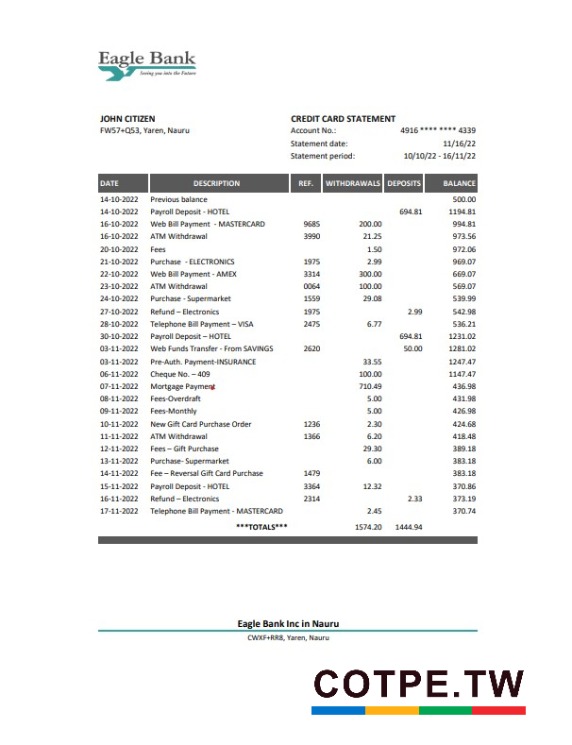 Eagle Bank
Seeing you into the Future
JOHN CITIZEN
FW57+Q53, Yaren, Nauru
CREDIT CARD STATEMENT
Account No.: 4916 **** **** 4339
Statement date: 11/16/22
Statement period: 10/10/22 - 16/11/22
DATE DESCRIPTION REF. WITHDRAWALS DEPOSITS BALANCE
14-10-2022 Previous balance 500.00
14-10-2022 Payroll Deposit - HOTEL 694.81 1194.81
16-10-2022 Web Bill Payment - MASTERCARD 9685 200.00 994.81
16-10-2022 ATM Withdrawal 3990 21.25 973.56
20-10-2022 Fees 1.50 972.06
21-10-2022 Purchase - ELECTRONICS 1975 2.99 969.07
22-10-2022 Web Bill Payment - AMEX 3314 300.00 669.07
23-10-2022 ATM Withdrawal 0064 100.00 569.07
24-10-2022 Purchase - Supermarket 1559 29.08 539.99
27-10-2022 Refund – Electronics 1975 2.99 542.98
28-10-2022 Telephone Bill Payment – VISA 2475 6.77 536.21
30-10-2022 Payroll Deposit – HOTEL 694.81 1231.02
03-11-2022 Web Funds Transfer - From SAVINGS 2620 50.00 1281.02
03-11-2022 Pre-Auth. Payment-INSURANCE 33.55 1247.47
06-11-2022 Cheque No. – 409 100.00 1147.47
07-11-2022 Mortgage Payment 710.49 436.98
08-11-2022 Fees-Overdraft 5.00 431.98
09-11-2022 Fees-Monthly 5.00 426.98
10-11-2022 New Gift Card Purchase Order 1236 2.30 424.68
11-11-2022 ATM Withdrawal 1366 6.20 418.48
12-11-2022 Fees – Gift Purchase 29.30 389.18
13-11-2022 Purchase- Supermarket 6.00 383.18
14-11-2022 Fee – Reversal Gift Card Purchase 1479 383.18
15-11-2022 Payroll Deposit - HOTEL 3364 12.32 370.86
16-11-2022 Refund – Electronics 2314 2.33 373.19
17-11-2022 Telephone Bill Payment - MASTERCARD 2.45 370.74
***TOTALS*** 1574.20 1444.94
Eagle Bank Inc in Nauru
CWXF+RR8, Yaren, Nauru
COTPE.TW